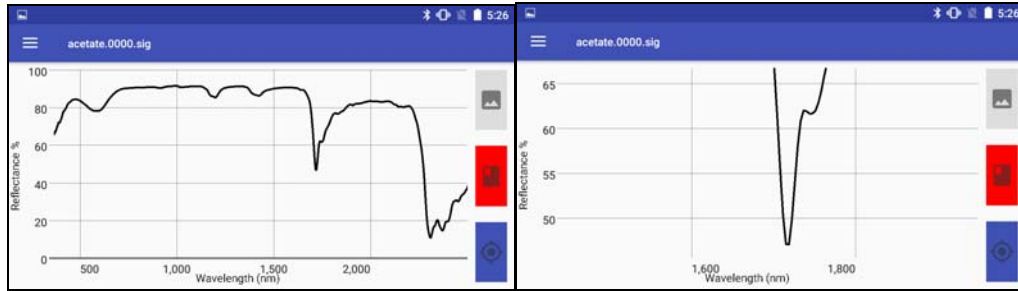 5:26
acetate.0000.sig
100
80
60
40
20
0
Reflectance %
500 1,000 1,500 2,000
Wavelength (nm)
5:26
acetate.0000.sig
65
60
55
50
Reflectance %
1,600 1,800
Wavelength (nm)